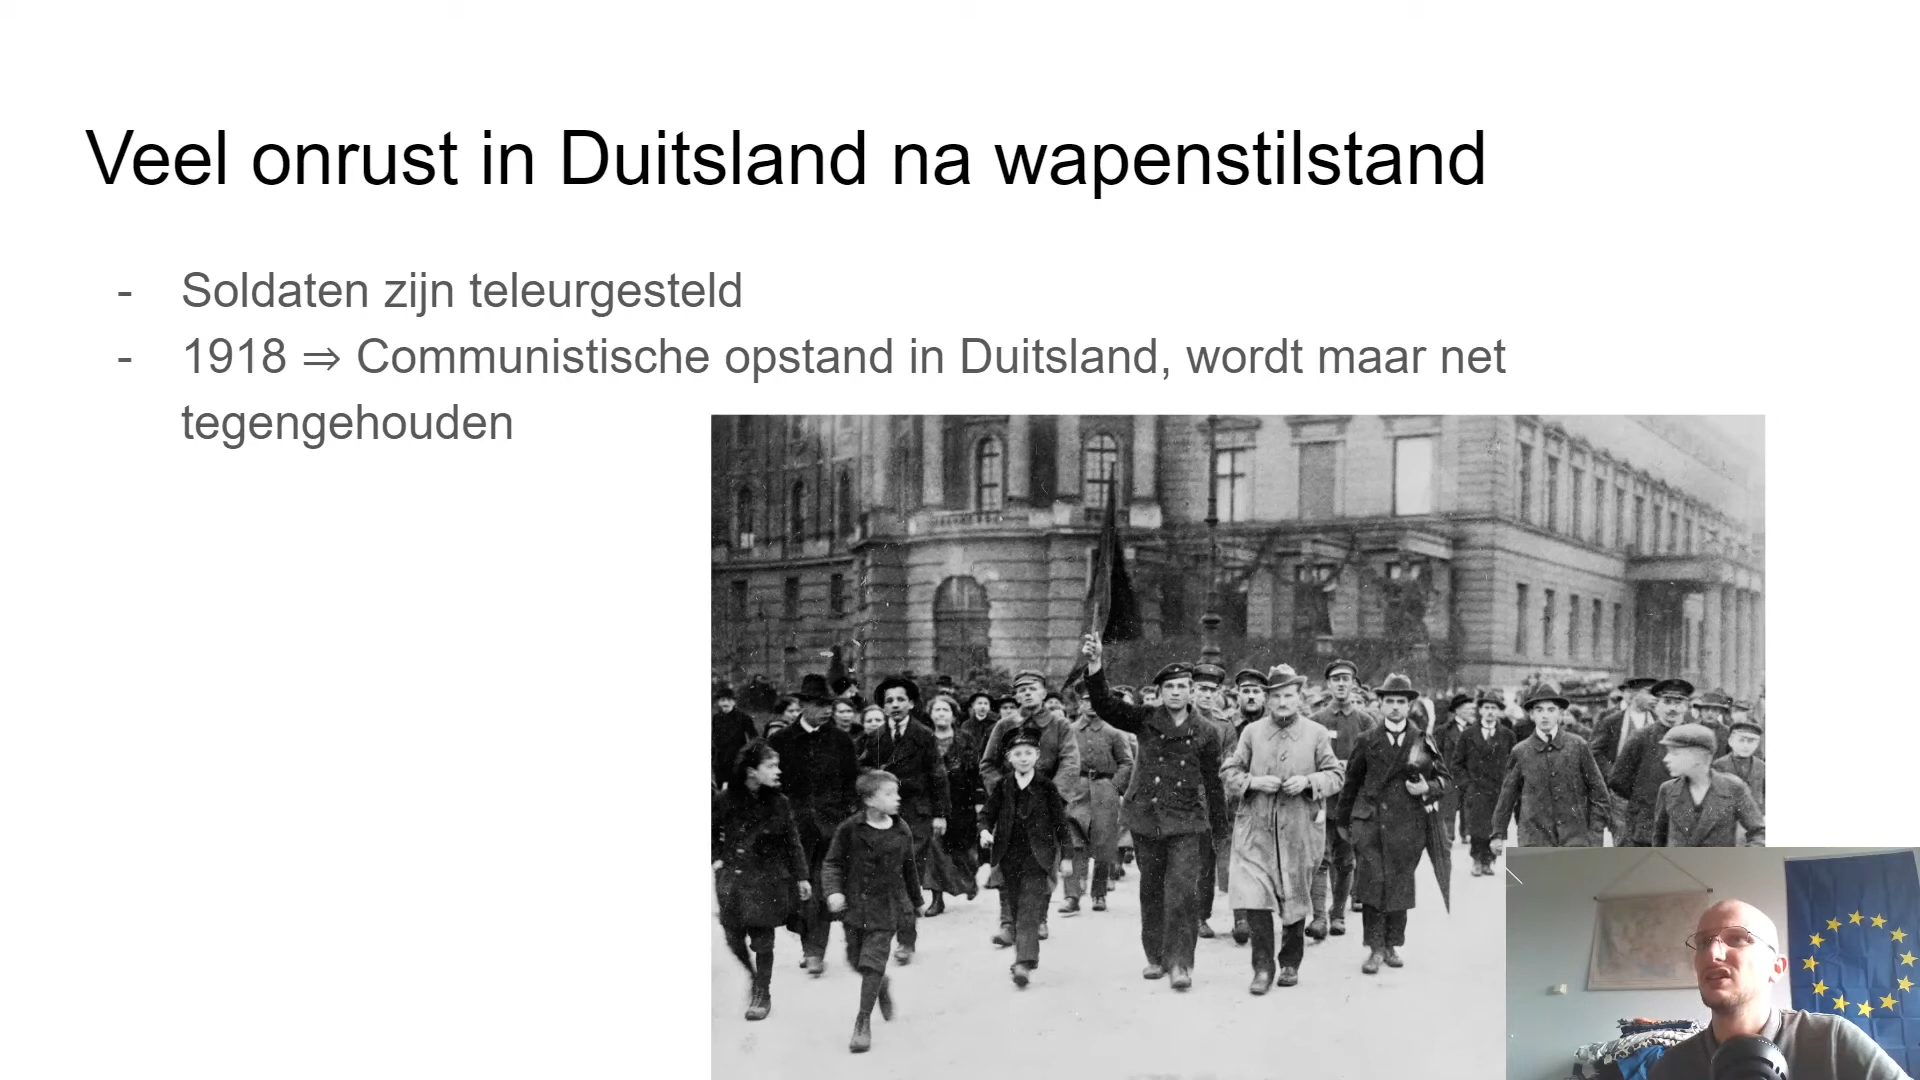 Veel onrust in Duitsland na wapenstilstand
- Soldaten zijn teleurgesteld
- 1918 ⇒ Communistische opstand in Duitsland, wordt maar net
tegengehouden